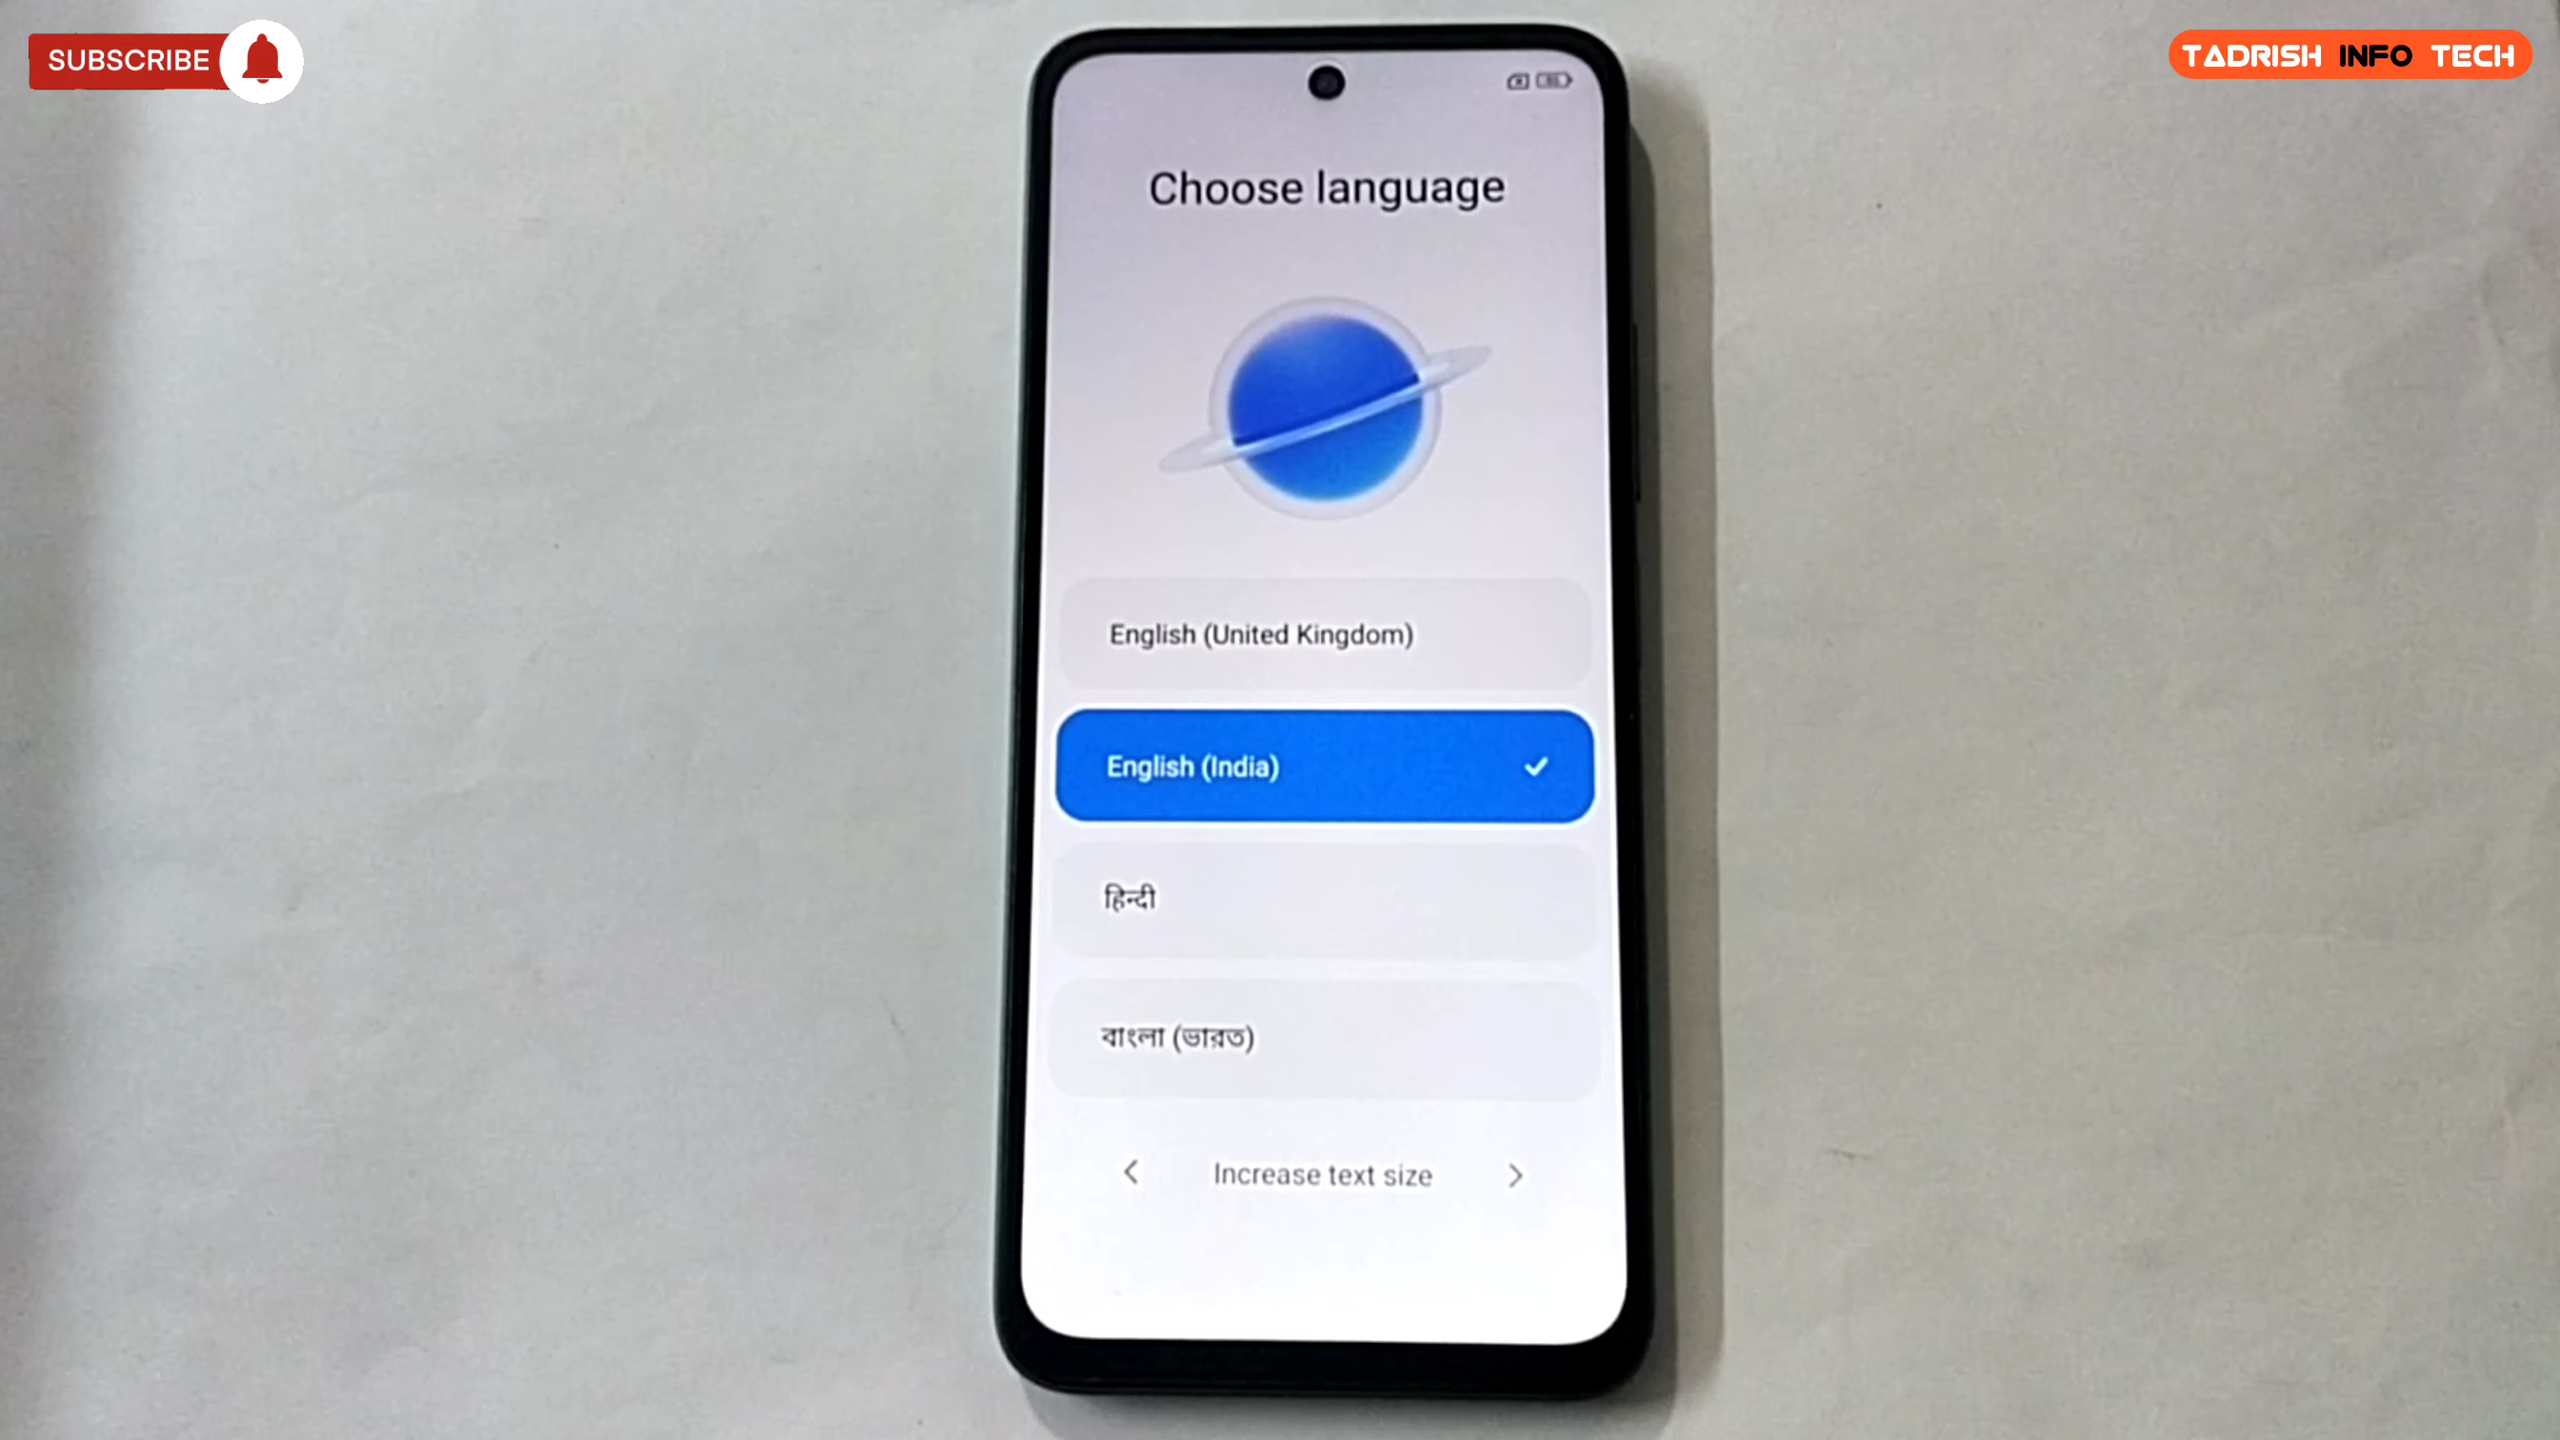 SUBSCRIBE
TADRISH INFO TECH
Choose language
English (United Kingdom)
English (India)
हिन्दी
বাংলা (ভারত)
Increase text size